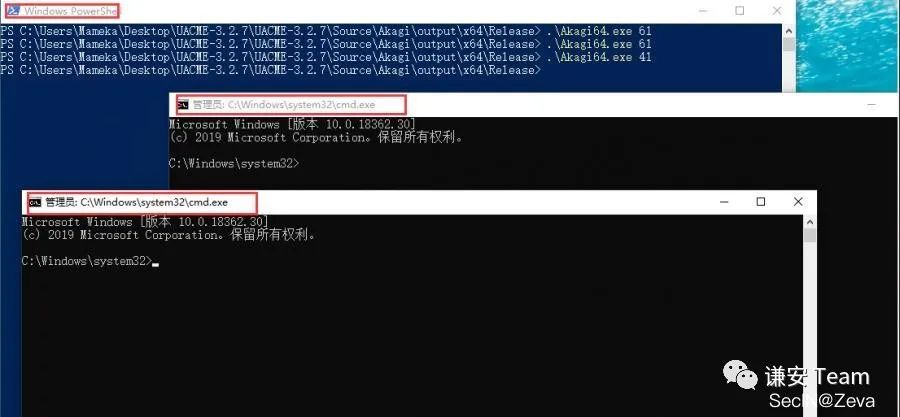 Windows PowerShe
PS C:\Users\Mameka\Desktop\UACME-3.2.7\UACME-3.2.7\Source\Akagi\output\x64\Release> .\Akagi64.exe 61
PS C:\Users\Mameka\Desktop\UACME-3.2.7\UACME-3.2.7\Source\Akagi\output\x64\Release> .\Akagi64.exe 61
PS C:\Users\Mameka\Desktop\UACME-3.2.7\UACME-3.2.7\Source\Akagi\output\x64\Release> .\Akagi64.exe 41
PS C:\Users\Mameka\Desktop\UACME-3.2.7\UACME-3.2.7\Source\Akagi\output\x64\Release>
管理员: C:\Windows\system32\cmd.exe
Microsoft Windows [版本 10.0.18362.30]
(c) 2019 Microsoft Corporation。保留所有权利。
C:\Windows\system32>
管理员: C:\Windows\system32\cmd.exe
Microsoft Windows [版本 10.0.18362.30]
(c) 2019 Microsoft Corporation。保留所有权利。
C:\Windows\system32>
谦安 Team
@Zeva